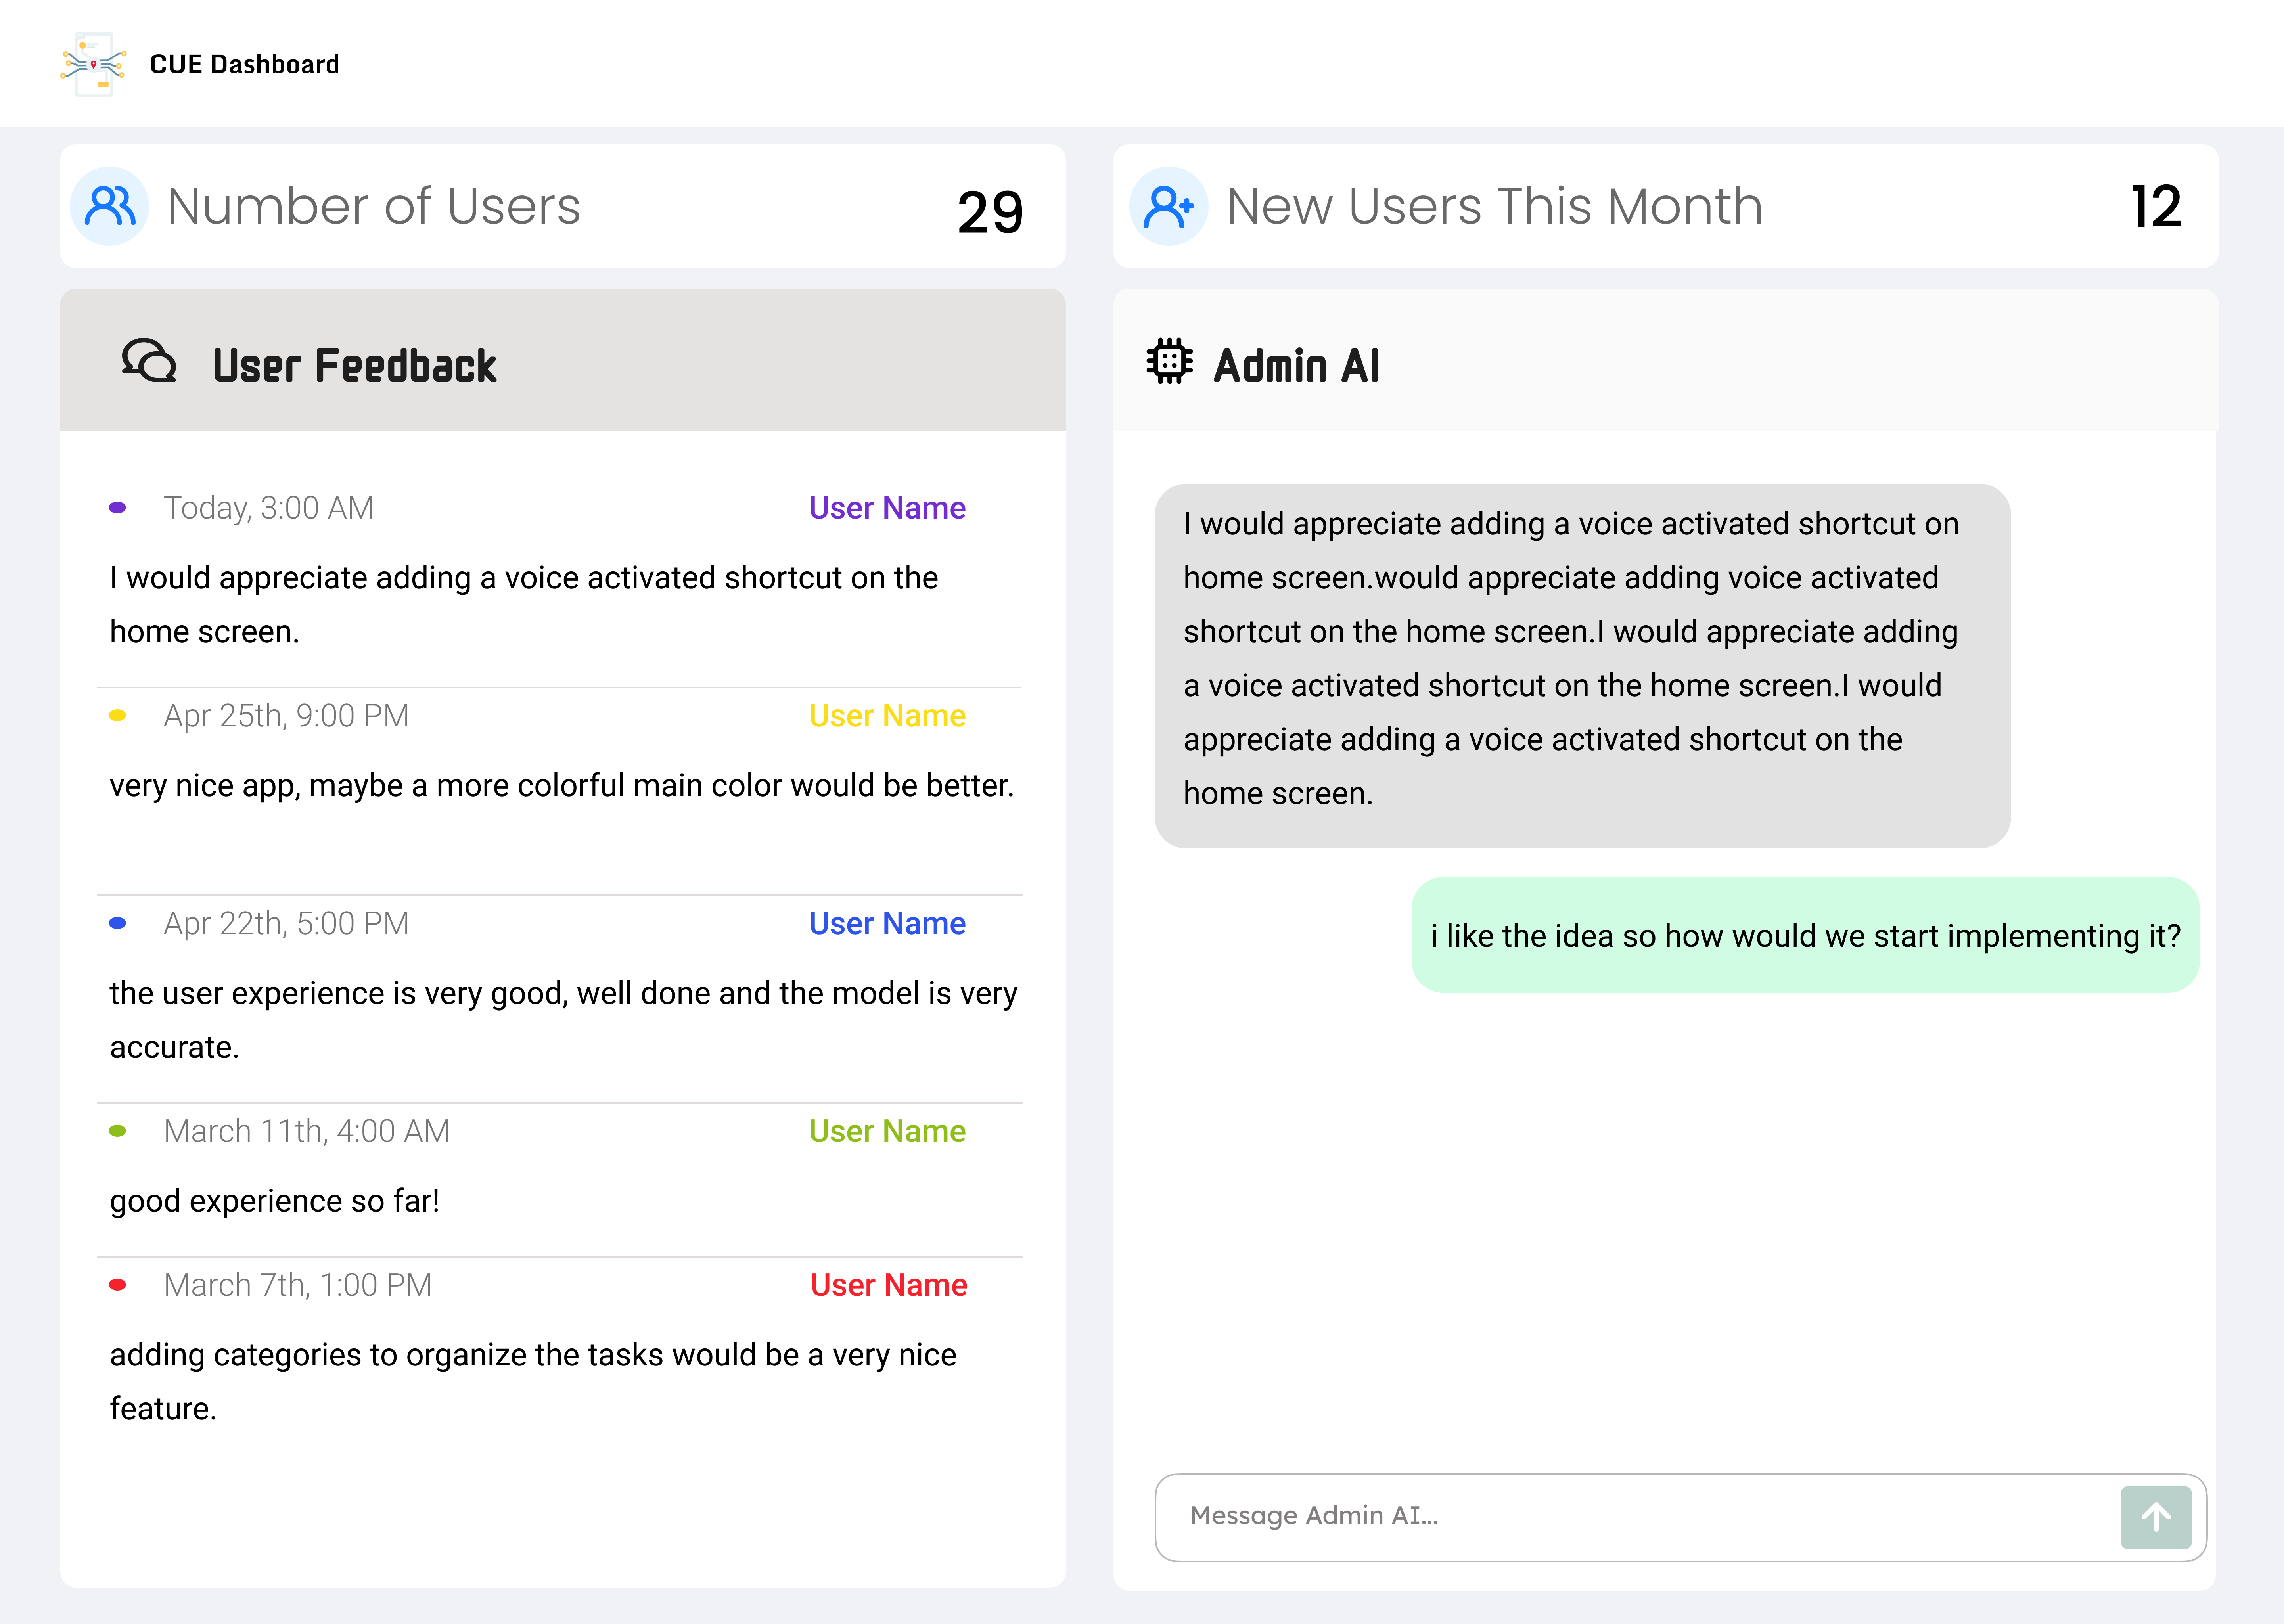 CUE Dashboard
Number of Users
29
New Users This Month
12
User Feedback
Today, 3:00 AM
User Name
I would appreciate adding a voice activated shortcut on the
home screen.
Apr 25th, 9:00 PM
User Name
very nice app, maybe a more colorful main color would be better.
Apr 22th, 5:00 PM
User Name
the user experience is very good, well done and the model is very
accurate.
March 11th, 4:00 AM
User Name
good experience so far!
March 7th, 1:00 PM
User Name
adding categories to organize the tasks would be a very nice
feature.
Admin AI
I would appreciate adding a voice activated shortcut on
home screen.would appreciate adding voice activated
shortcut on the home screen.I would appreciate adding
a voice activated shortcut on the home screen.I would
appreciate adding a voice activated shortcut on the
home screen.
i like the idea so how would we start implementing it?
Message Admin AI...